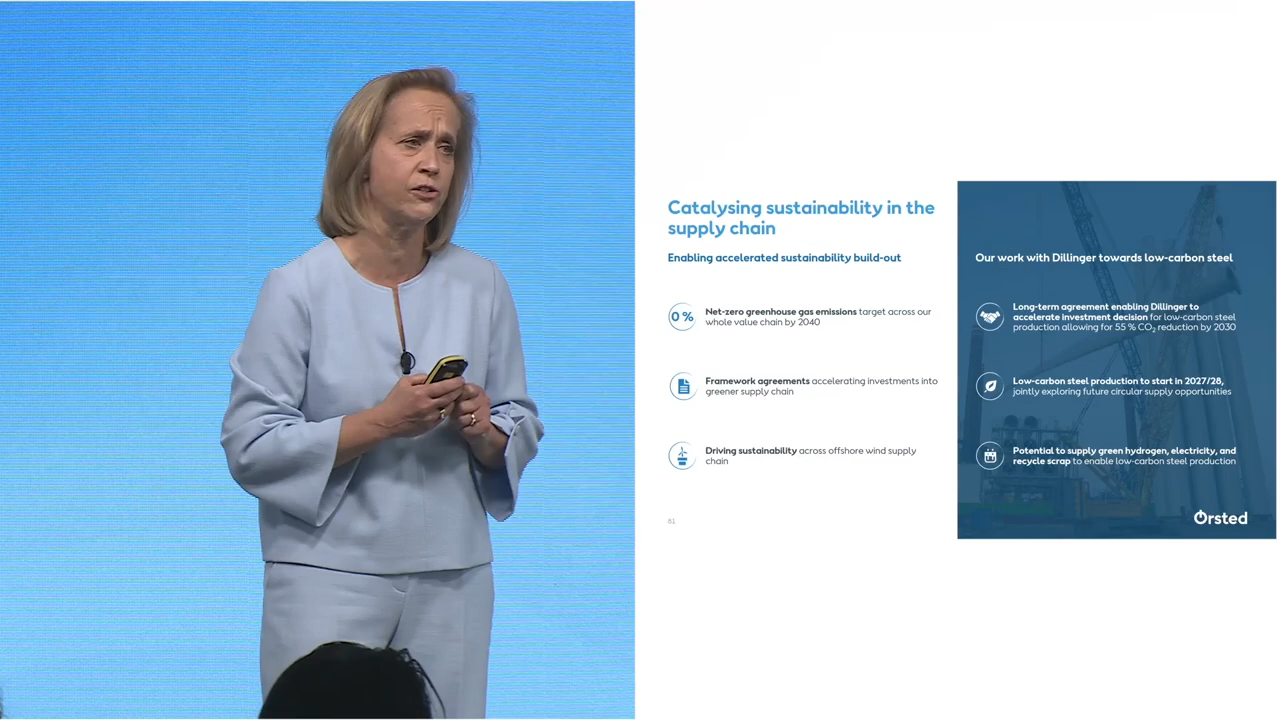 Catalysing sustainability in the
supply chain
Enabling accelerated sustainability build-out
0 %
Net-zero greenhouse gas emissions target across our
whole value chain by 2040
Framework agreements accelerating investments into
greener supply chain
Driving sustainability across offshore wind supply
chain
51
Our work with Dillinger towards low-carbon steel
Long-term agreement enabling Dillinger to
accelerate investment decision for low-carbon steel
production allowing for 55 % CO₂ reduction by 2030
Low-carbon steel production to start in 2027/28,
jointly exploring future circular supply opportunities
Potential to supply green hydrogen, electricity, and
recycle scrap to enable low-carbon steel production
Ørsted